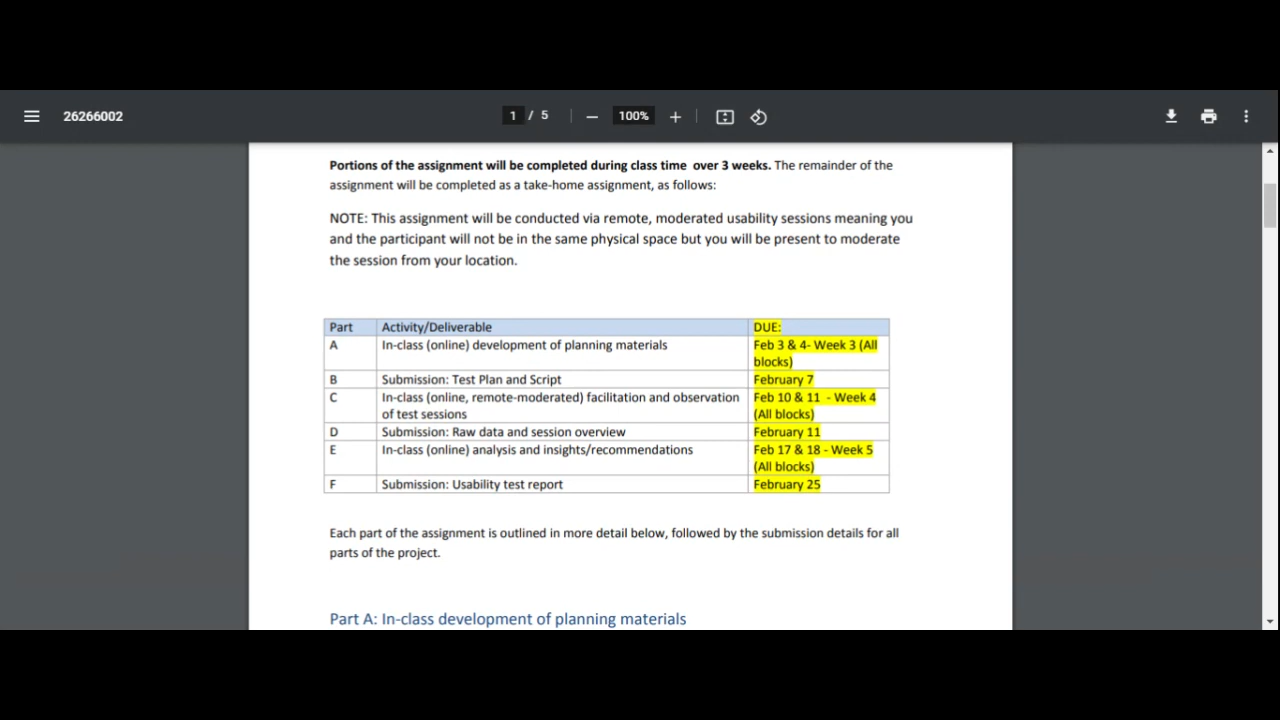 26266002
1 / 5
100%
Portions of the assignment will be completed during class time over 3 weeks. The remainder of the
assignment will be completed as a take-home assignment, as follows:
NOTE: This assignment will be conducted via remote, moderated usability sessions meaning you
and the participant will not be in the same physical space but you will be present to moderate
the session from your location.
Part Activity/Deliverable DUE:
A In-class (online) development of planning materials Feb 3 & 4- Week 3 (All
blocks)
B Submission: Test Plan and Script February 7
C In-class (online, remote-moderated) facilitation and observation Feb 10 & 11 - Week 4
of test sessions (All blocks)
D Submission: Raw data and session overview February 11
E In-class (online) analysis and insights/recommendations Feb 17 & 18 - Week 5
(All blocks)
F Submission: Usability test report February 25
Each part of the assignment is outlined in more detail below, followed by the submission details for all
parts of the project.
Part A: In-class development of planning materials